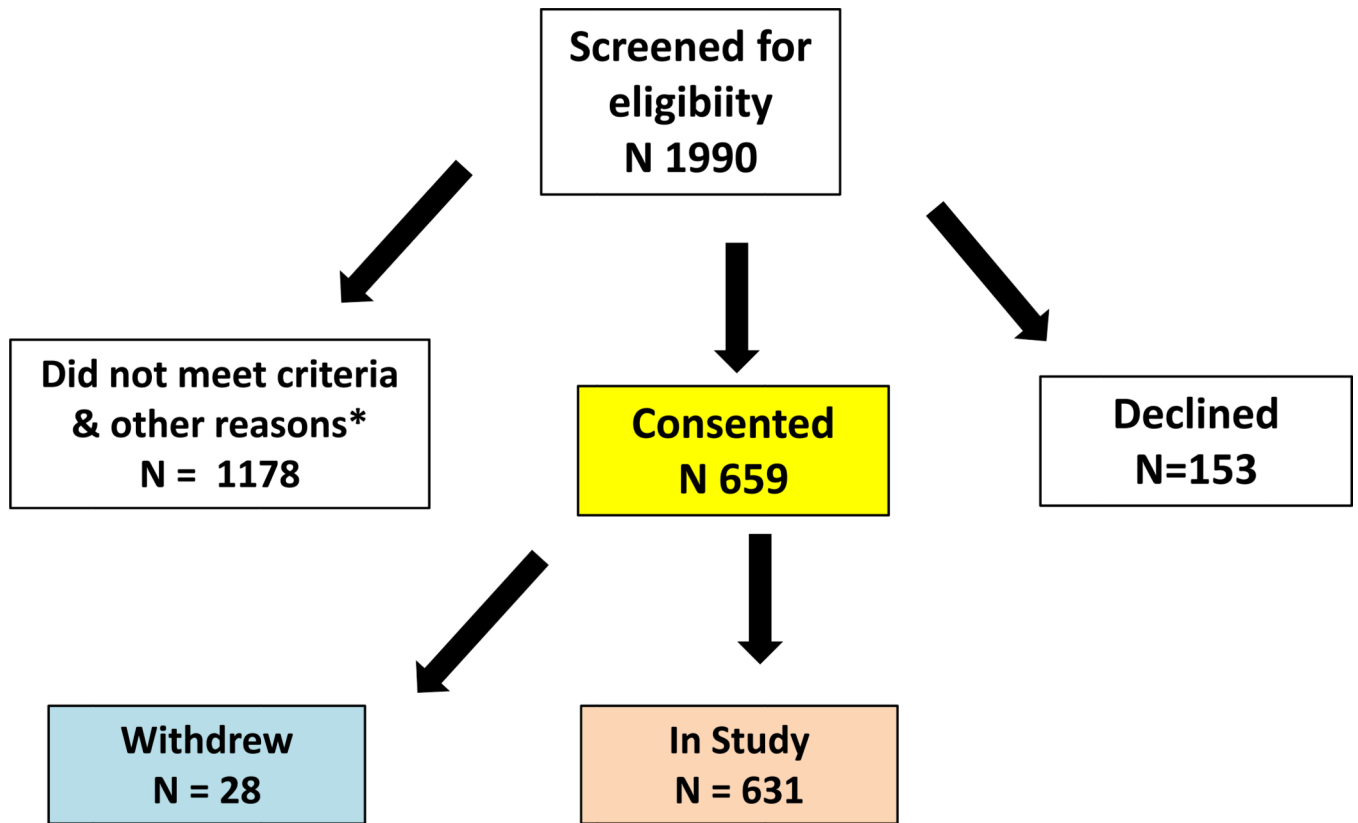 Screened for
eligibiity
N 1990
Did not meet criteria
& other reasons*
N =  1178
Consented
N 659
Declined
N=153
Withdrew
N = 28
In Study
N = 631